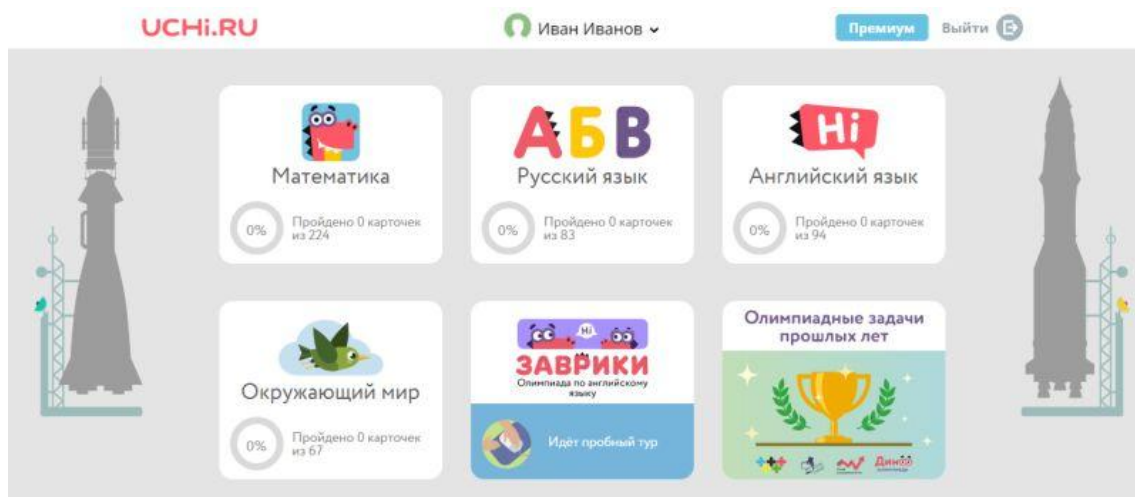 UCHi.RU
Иван Иванов
Премиум
Выйти
Математика
0%
Пройдено 0 карточек
из 224
АБВ
Русский язык
0%
Пройдено 0 карточек
из 83
Hi
Английский язык
0%
Пройдено 0 карточек
из 94
Окружающий мир
0%
Пройдено 0 карточек
из 67
Hi
ЗАВРИКИ
Олимпиада по английскому
языку
Идёт пробный тур
Олимпиадные задачи
прошлых лет